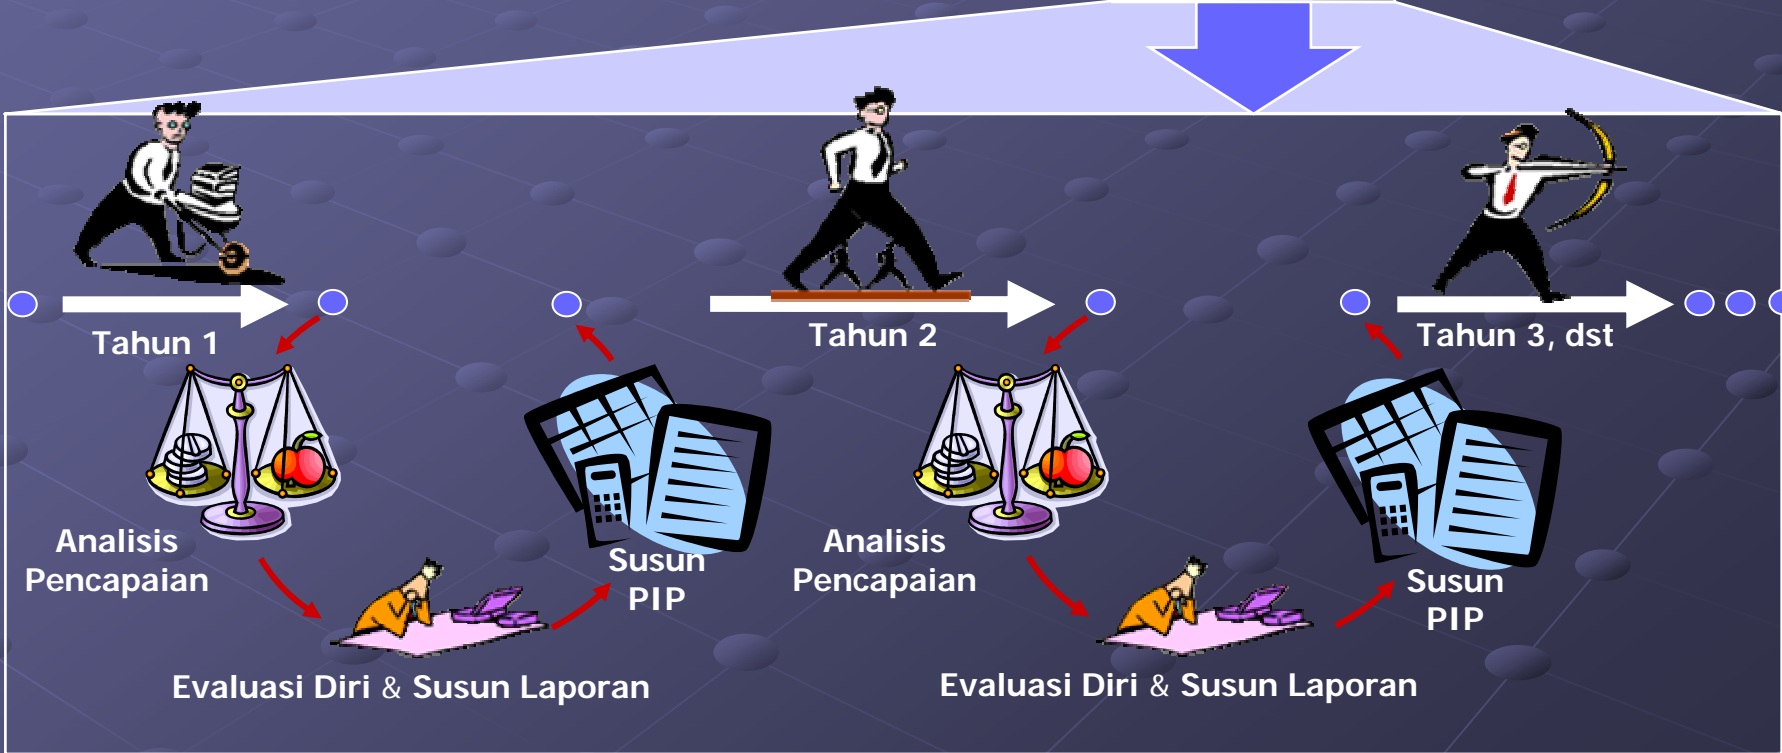 Tahun 1
Tahun 2
Tahun 3, dst
Analisis
Pencapaian
Susun
PIP
Evaluasi Diri & Susun Laporan
Analisis
Pencapaian
Susun
PIP
Evaluasi Diri & Susun Laporan